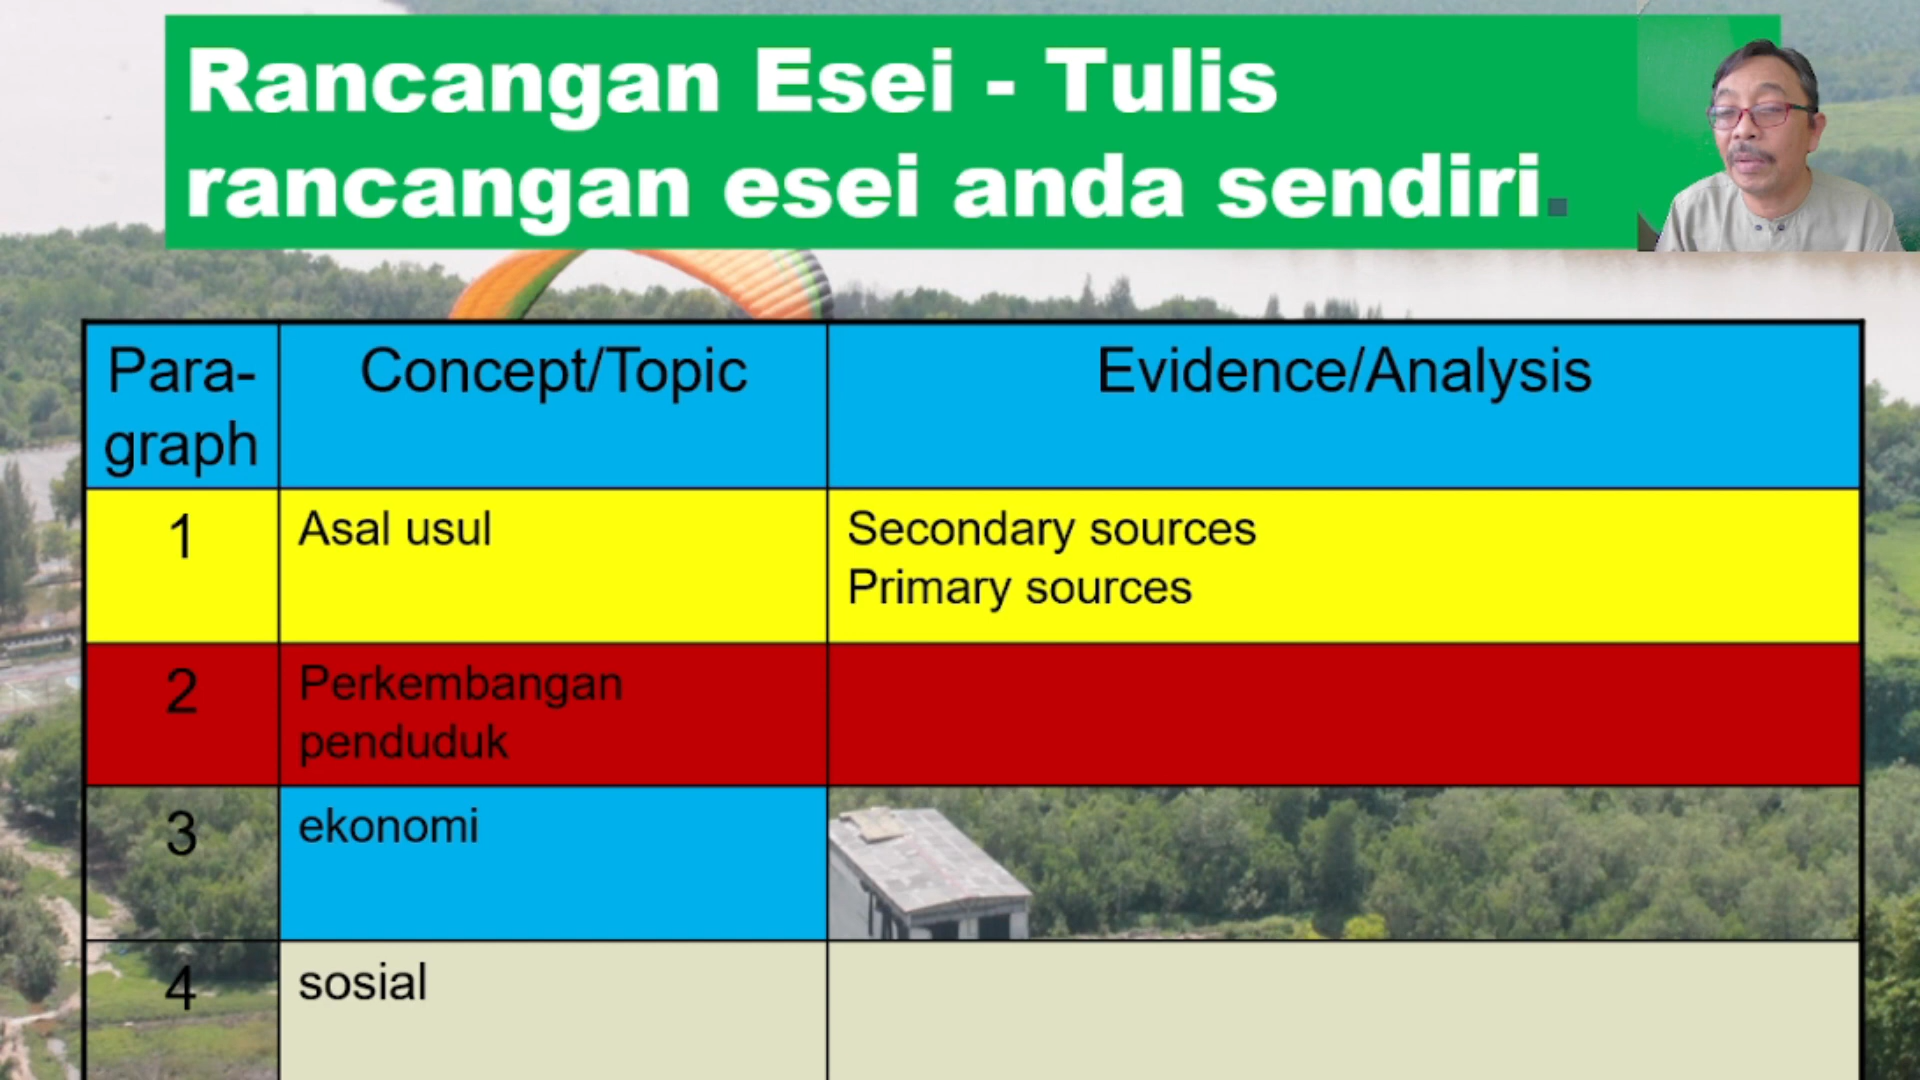 Rancangan Esei - Tulis
rancangan esei anda sendiri.
Para-
graph
Concept/Topic
Evidence/Analysis
1
Asal usul
Secondary sources
Primary sources
2
Perkembangan
penduduk
3
ekonomi
4
sosial